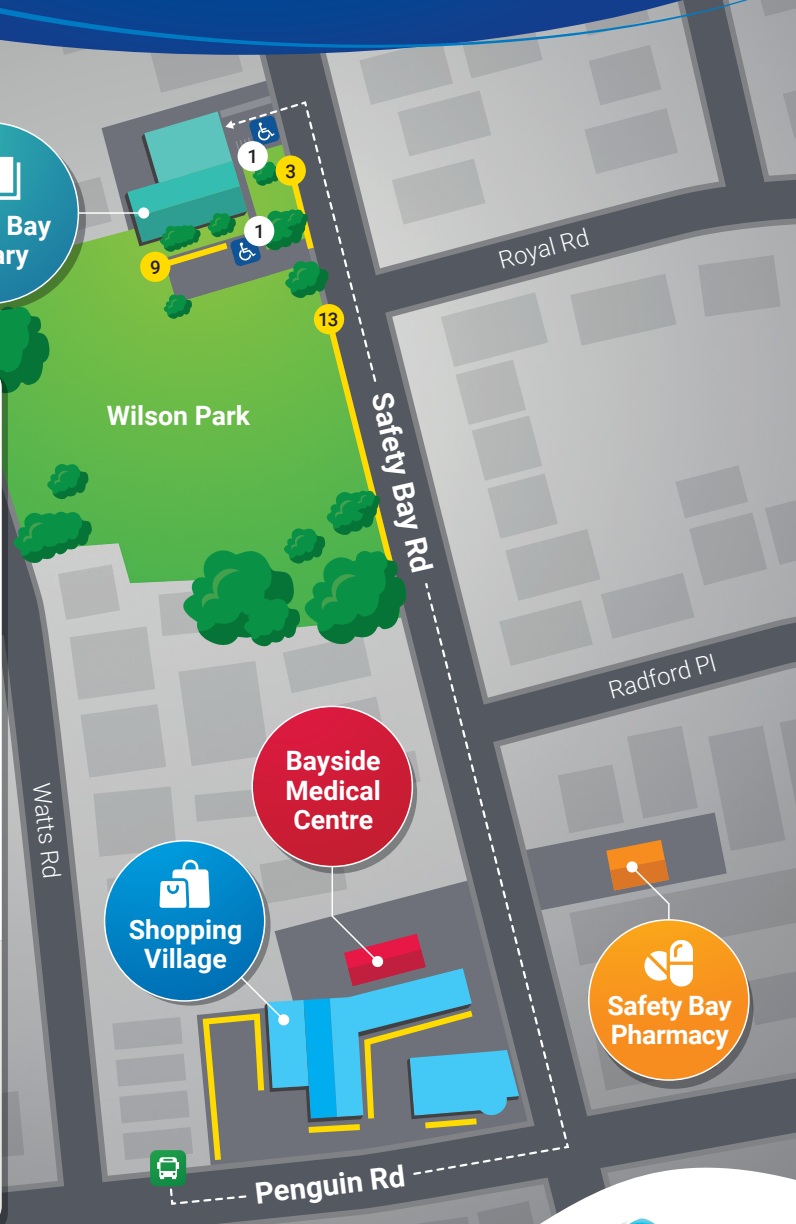 1
3
Bay
1
9
Royal Rd
13
Wilson Park
Safety Bay Rd
Radford Pl
Bayside
Medical
Centre
Watts Rd
Shopping
Village
Safety Bay
Pharmacy
Penguin Rd